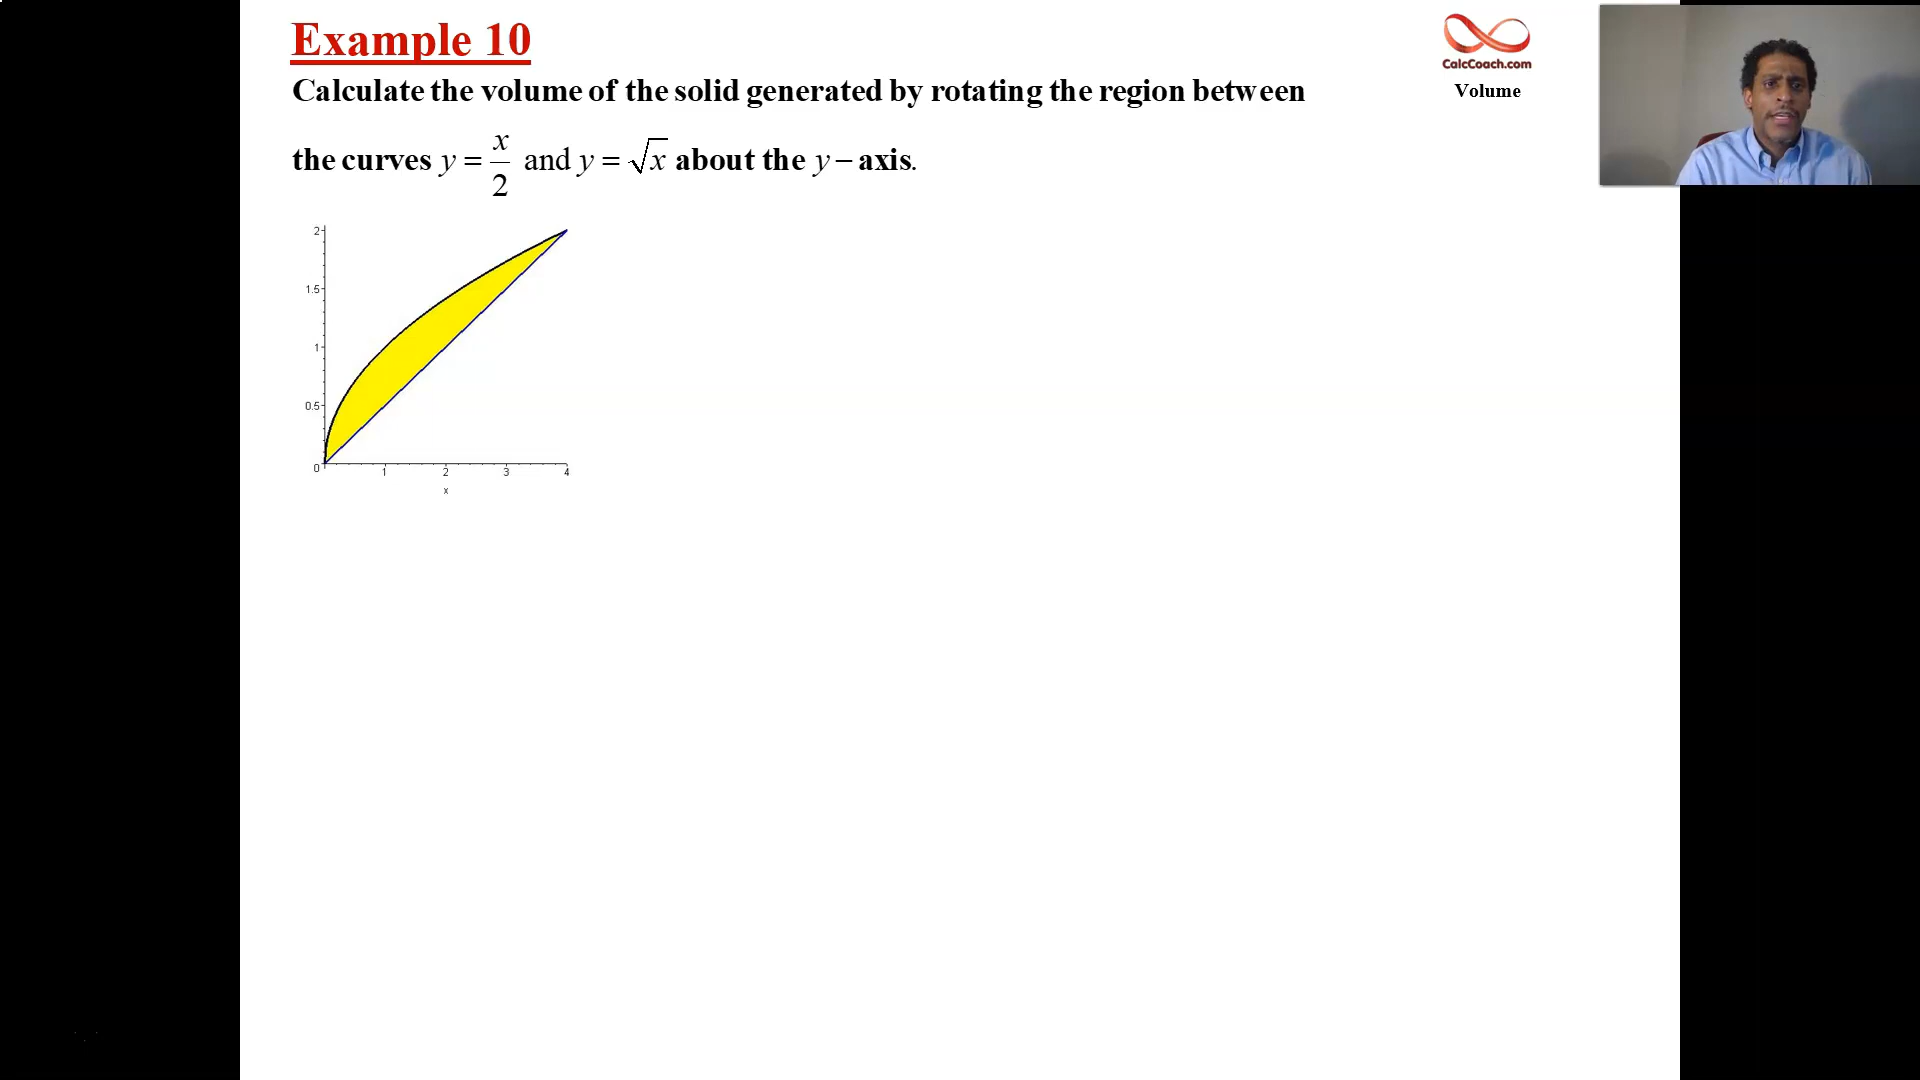 Example 10
CalcCoach.com
Volume
Calculate the volume of the solid generated by rotating the region between
the curves y = x/2 and y = √x about the y – axis.
2
1.5
1
0.5
0
1 2 3 4
x